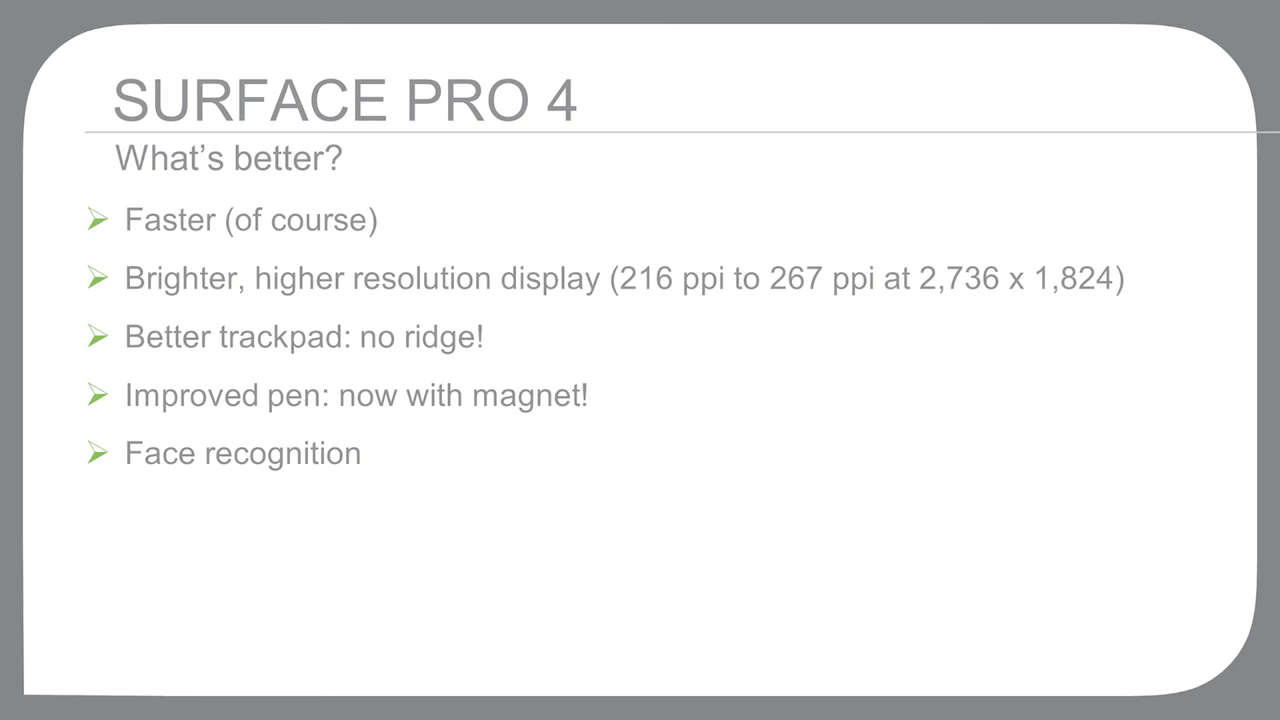 SURFACE PRO 4
What’s better?
➢ Faster (of course)
➢ Brighter, higher resolution display (216 ppi to 267 ppi at 2,736 x 1,824)
➢ Better trackpad: no ridge!
➢ Improved pen: now with magnet!
➢ Face recognition